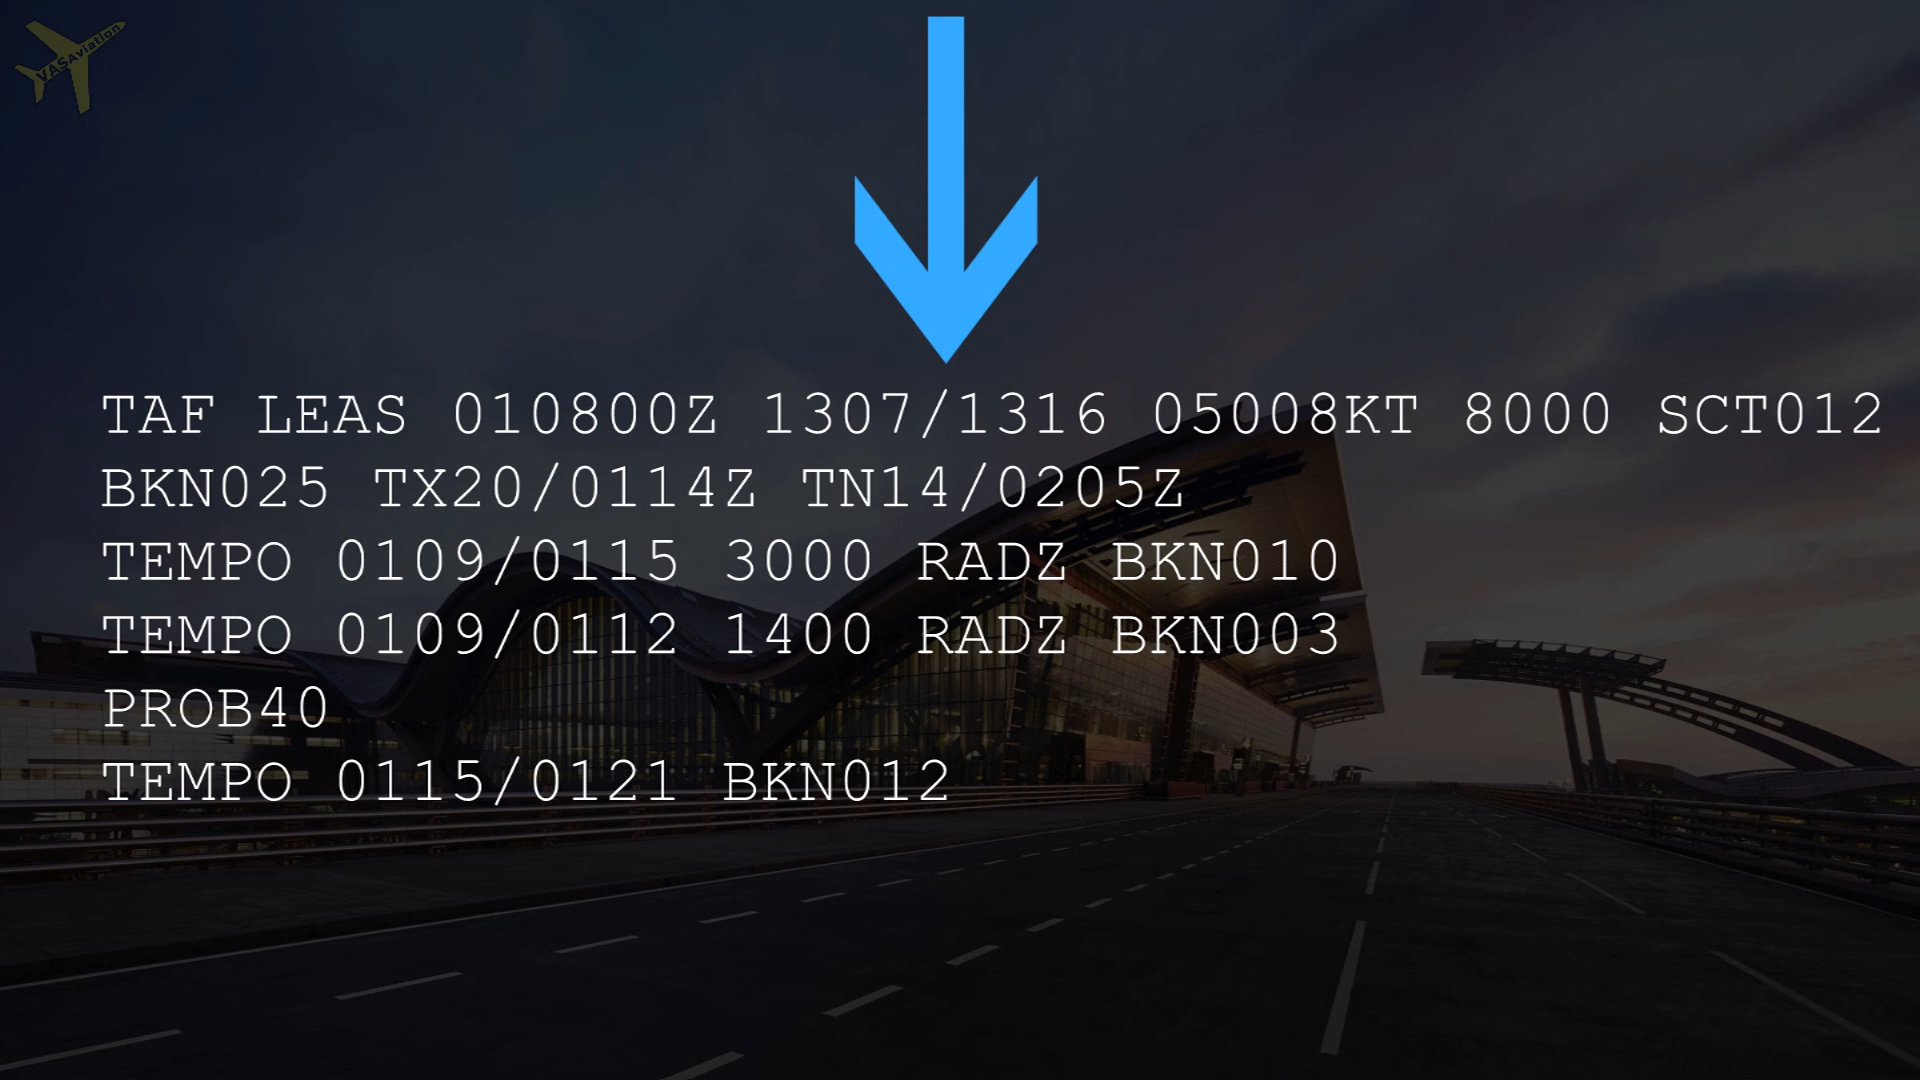 VASAviation
TAF LEAS 010800Z 1307/1316 05008KT 8000 SCT012
BKN025 TX20/0114Z TN14/0205Z
TEMPO 0109/0115 3000 RADZ BKN010
TEMPO 0109/0112 1400 RADZ BKN003
PROB40
TEMPO 0115/0121 BKN012